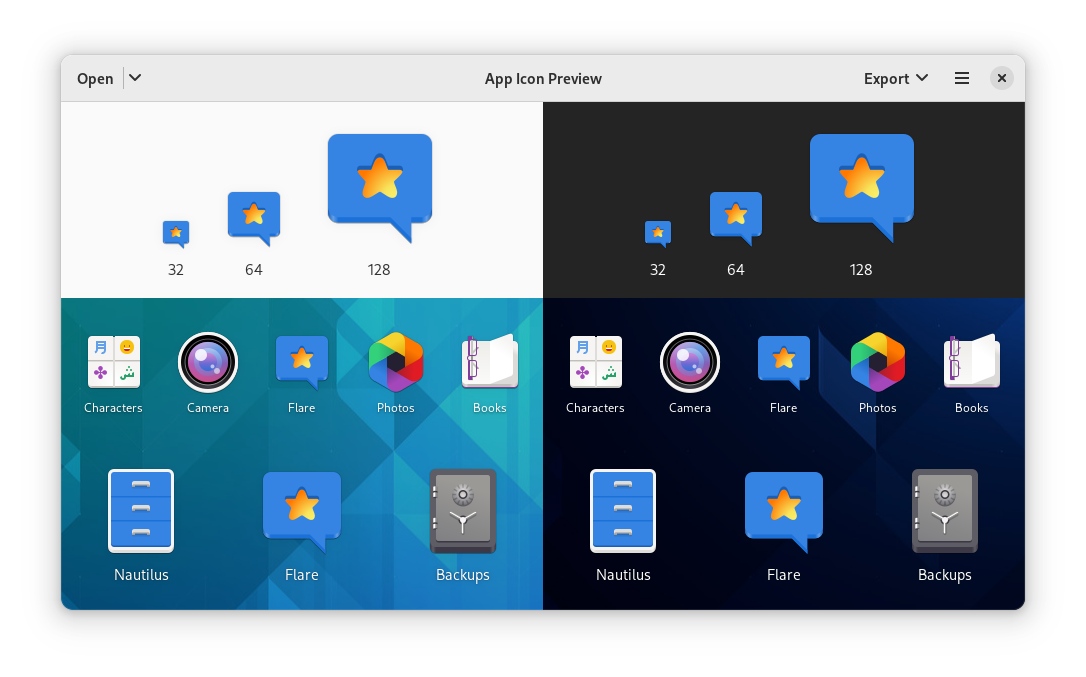 Open
App Icon Preview
Export
32 64 128
32 64 128
月
Characters Camera Flare Photos Books
月
Characters Camera Flare Photos Books
Nautilus Flare Backups
Nautilus Flare Backups